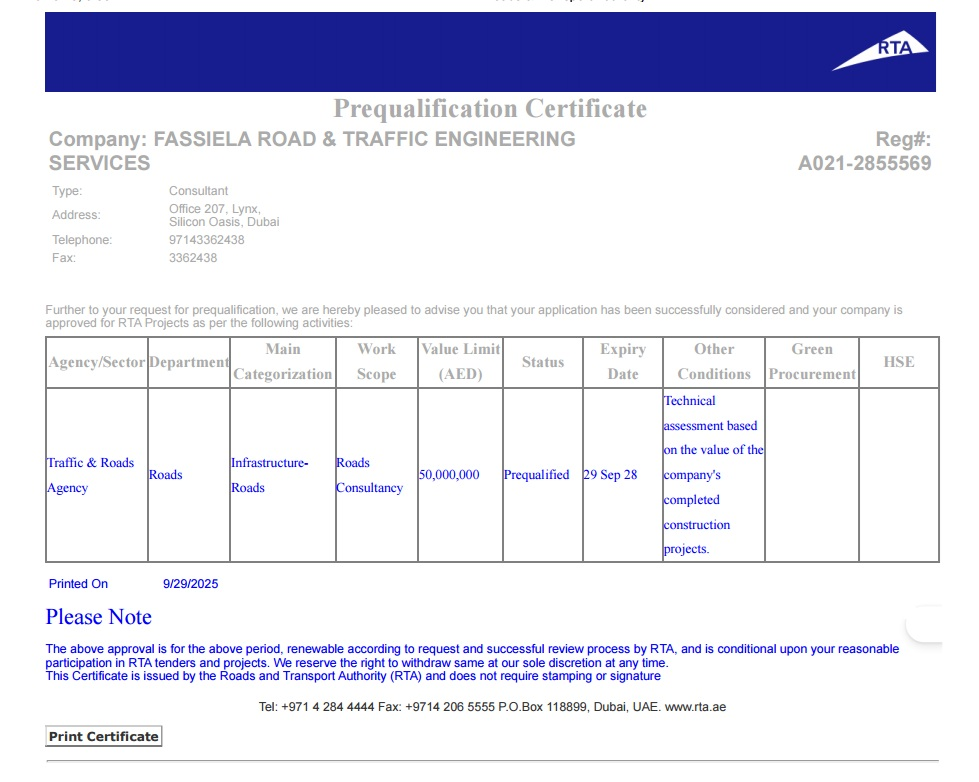 RTA
Prequalification Certificate
Company: FASSIELA ROAD & TRAFFIC ENGINEERING
SERVICES
Reg#:
A021-2855569
Type: Consultant
Address: Office 207, Lynx,
Silicon Oasis, Dubai
Telephone: 97143362438
Fax: 3362438
Further to your request for prequalification, we are hereby pleased to advise you that your application has been successfully considered and your company is
approved for RTA Projects as per the following activities:
Agency/Sector Department Main Categorization Work Scope Value Limit (AED) Status Expiry Date Other Conditions Green Procurement HSE
Traffic & Roads Agency Roads Infrastructure-Roads Roads Consultancy 50,000,000 Prequalified 29 Sep 28 Technical assessment based on the value of the company's completed construction projects.
Printed On 9/29/2025
Please Note
The above approval is for the above period, renewable according to request and successful review process by RTA, and is conditional upon your reasonable
participation in RTA tenders and projects. We reserve the right to withdraw same at our sole discretion at any time.
This Certificate is issued by the Roads and Transport Authority (RTA) and does not require stamping or signature
Tel: +971 4 284 4444 Fax: +9714 206 5555 P.O.Box 118899, Dubai, UAE. www.rta.ae
Print Certificate